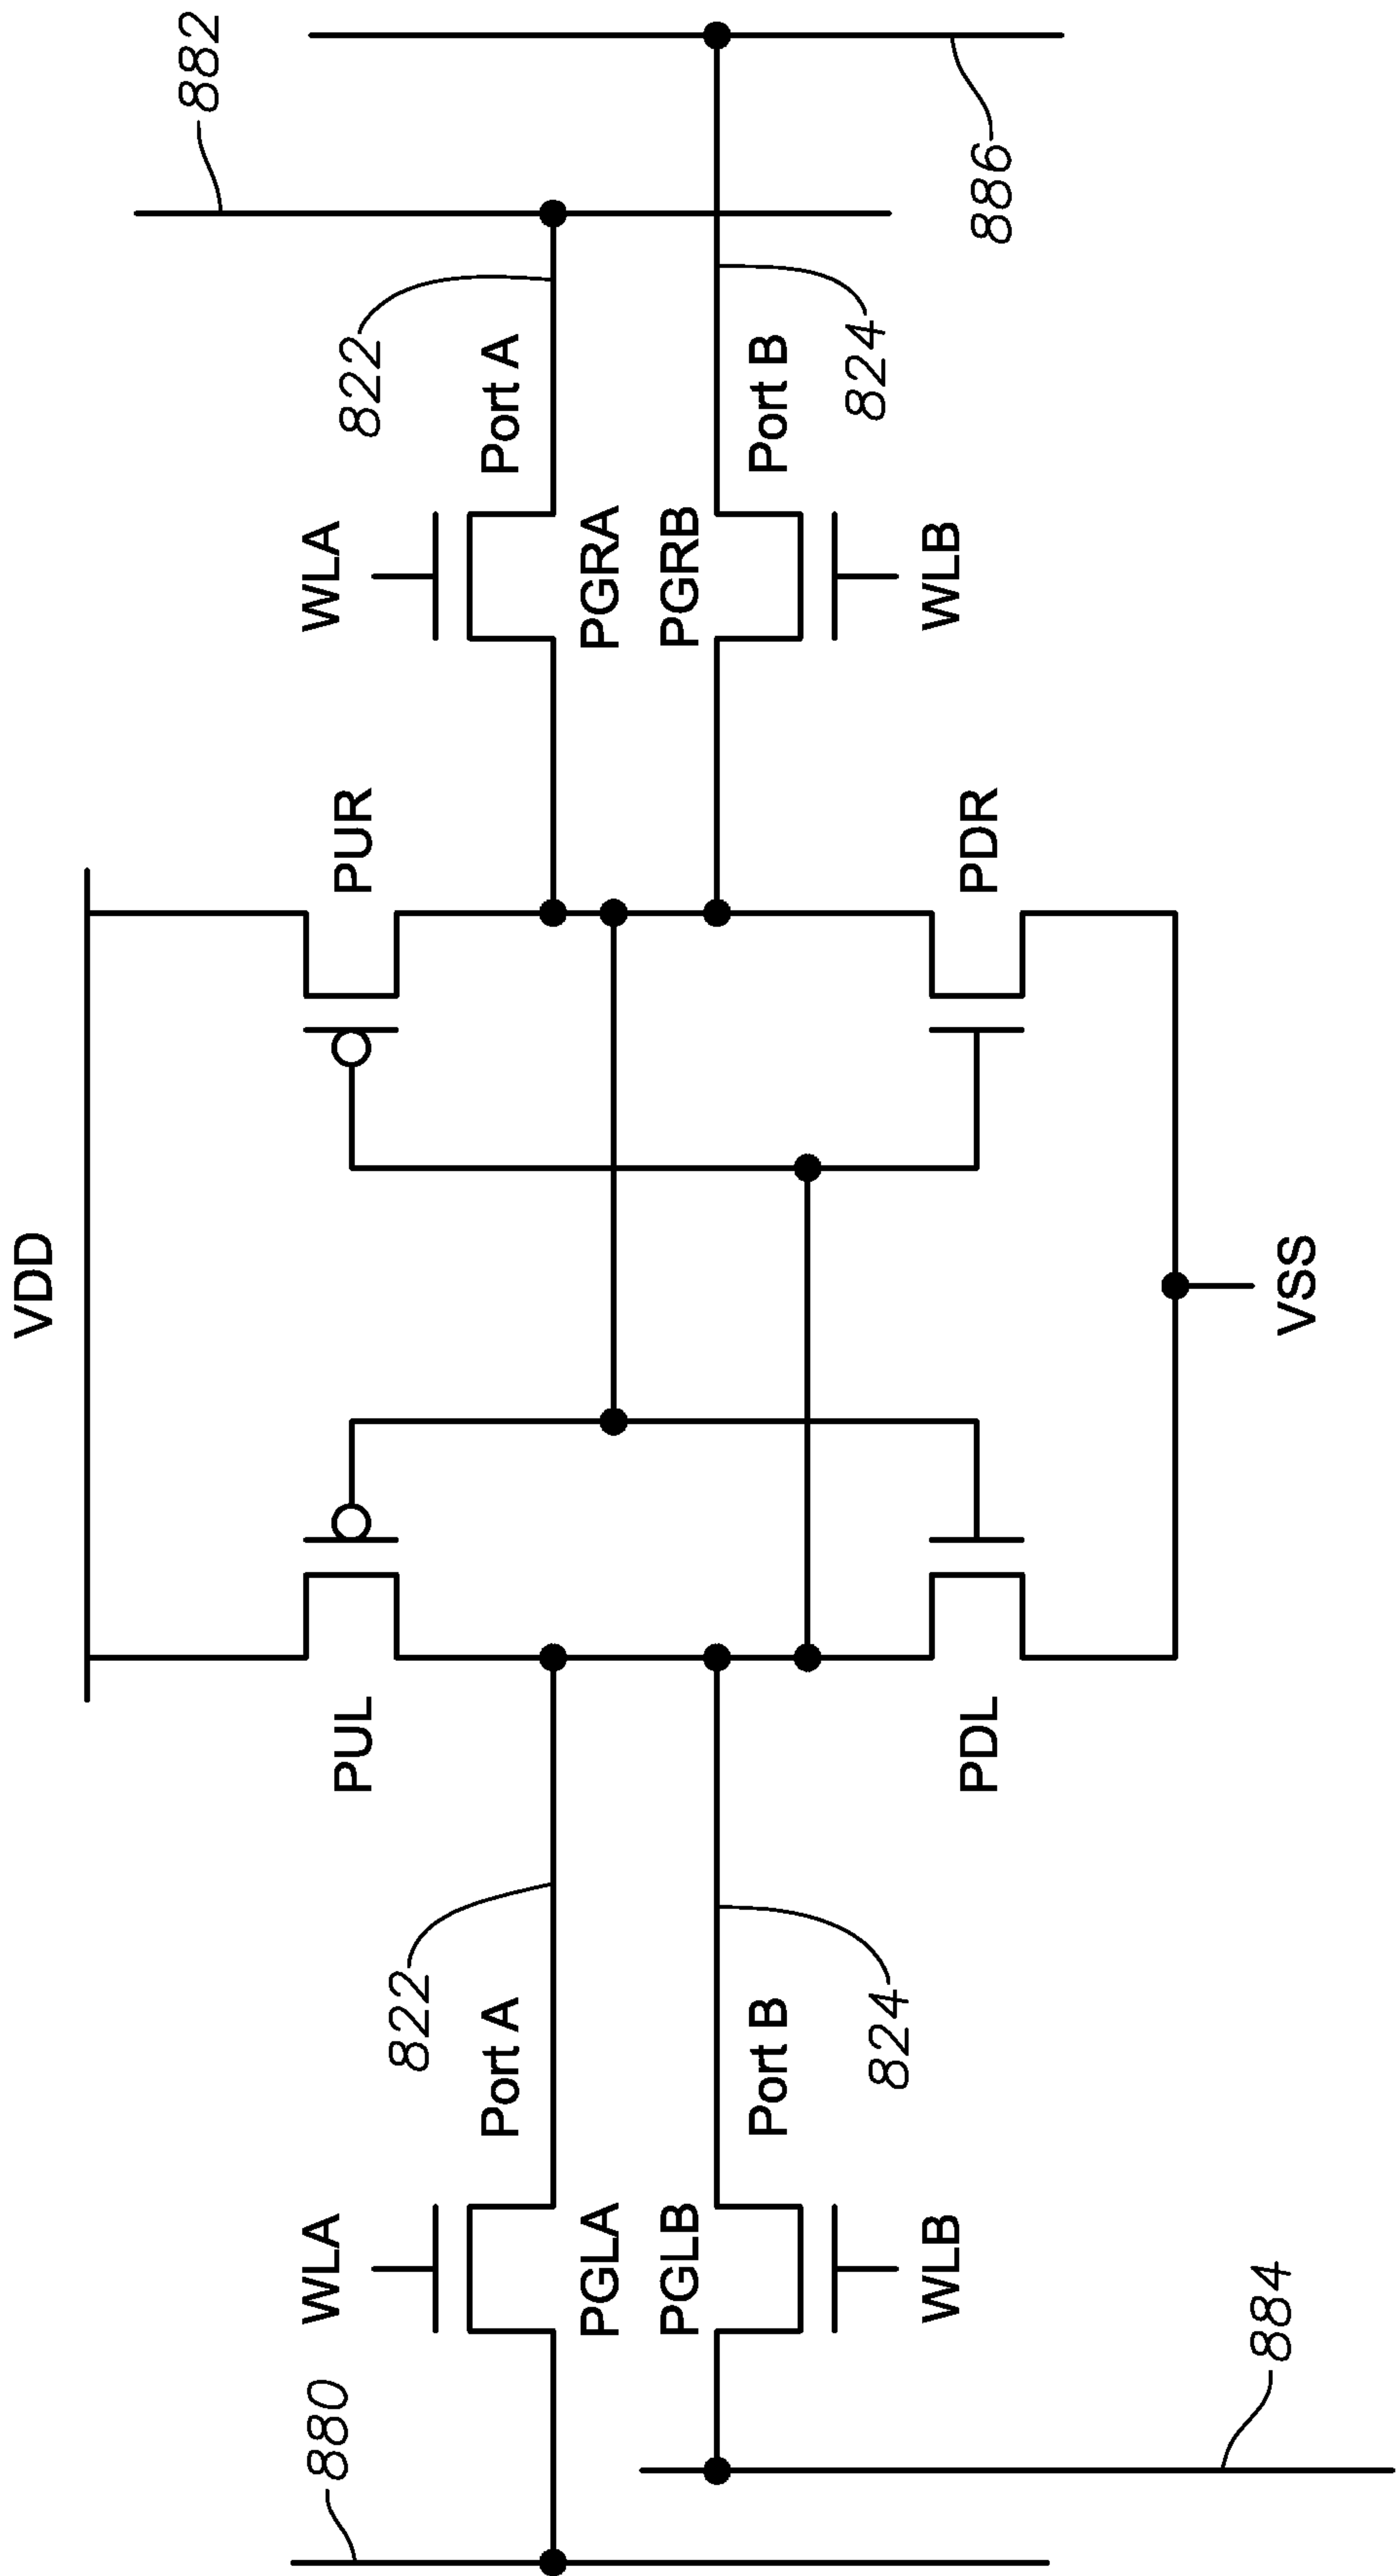 VDD
882
880
822
822
WLA
PUL
PUR
WLA
Port A
Port A
PGLA
PGRA
886
PGLB
PGRB
Port B
Port B
824
824
WLB
PDL
PDR
WLB
884
VSS